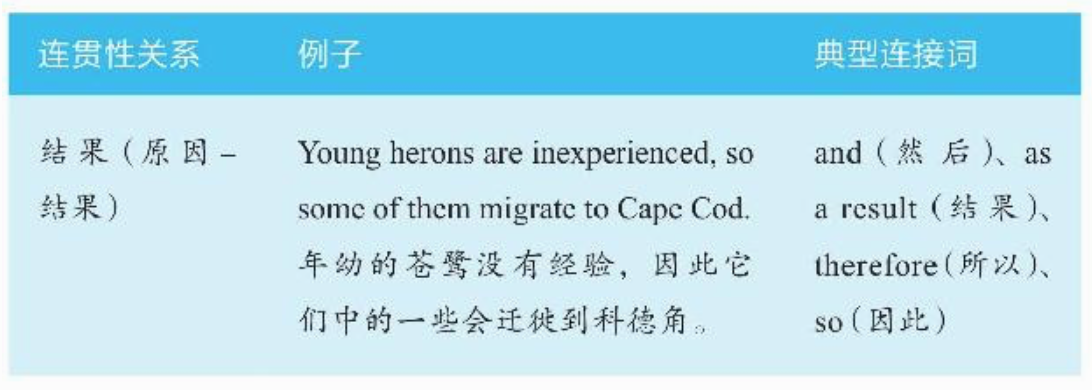 连贯性关系 例子 典型连接词
结果（原因–
结果）
Young herons are inexperienced, so
some of them migrate to Cape Cod.
年幼的苍鹭没有经验，因此它
们中的一些会迁徙到科德角。
and（然后）、as
a result（结果）、
therefore（所以）、
so（因此）